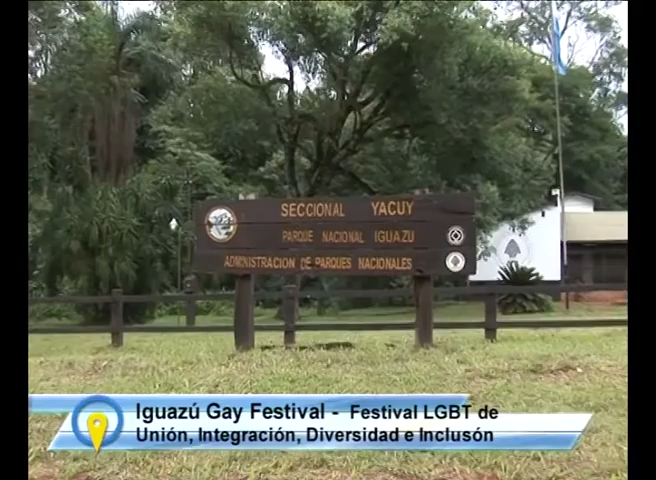 SECCIONAL YACUY
PARQUE NACIONAL IGUAZU
ADMINISTRACION DE PARQUES NACIONALES
Iguazú Gay Festival - Festival LGBT de
Unión, Integración, Diversidad e Inclusón